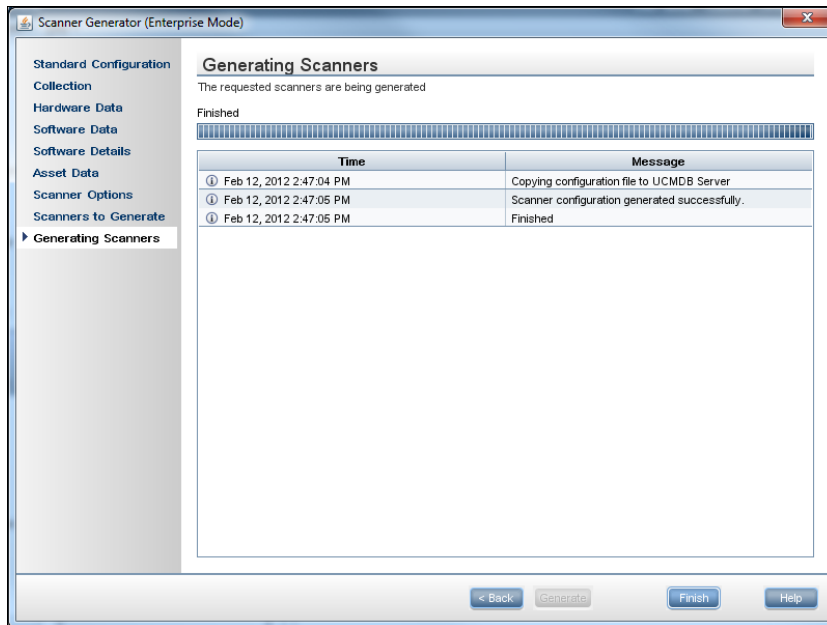 Scanner Generator (Enterprise Mode)
Standard Configuration
Collection
Hardware Data
Software Data
Software Details
Asset Data
Scanner Options
Scanners to Generate
Generating Scanners
Generating Scanners
The requested scanners are being generated
Finished
Time Message
Feb 12, 2012 2:47:04 PM Copying configuration file to UCMDB Server
Feb 12, 2012 2:47:05 PM Scanner configuration generated successfully.
Feb 12, 2012 2:47:05 PM Finished
< Back Generate Finish Help